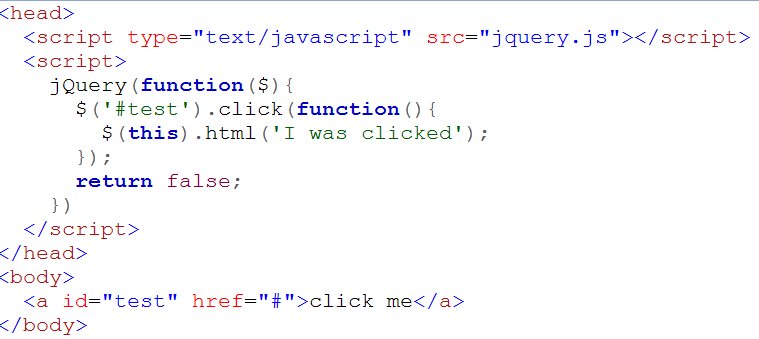 <head>
  <script type="text/javascript" src="jquery.js"></script>
  <script>
    jQuery(function($){
      $('#test').click(function(){
        $(this).html('I was clicked');
      });
      return false;
    })
  </script>
</head>
<body>
  <a id="test" href="#">click me</a>
</body>